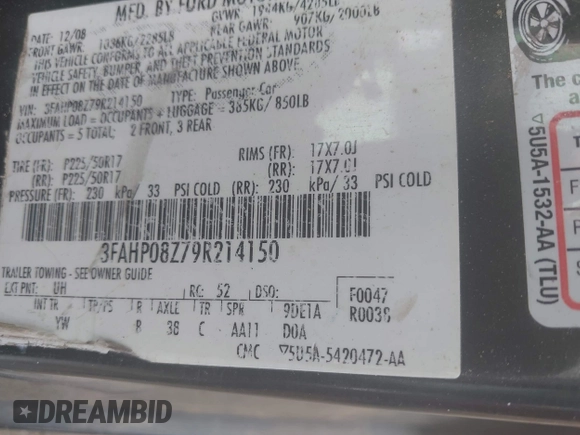 MFD. BY FORD MOTOR
DATE: 12/08 GVWR: 1904KG/4205LB
FRONT GAWR: 1036KG/2285LB REAR GAWR: 907KG/2000LB
THIS VEHICLE CONFORMS TO ALL APPLICABLE FEDERAL MOTOR
VEHICLE SAFETY, BUMPER, AND THEFT PREVENTION STANDARDS
IN EFFECT ON THE DATE OF MANUFACTURE SHOWN ABOVE.
VIN: 3FAHP08Z79R214150 TYPE: Passenger Car
MAXIMUM LOAD = OCCUPANTS + LUGGAGE = 385KG/ 850LB
OCCUPANTS = 5 TOTAL: 2 FRONT, 3 REAR
TIRE (FR): P225/50R17 RIMS (FR): 17X7.0J
(RR): P225/50R17 (RR): 17X7.0J
PRESSURE (FR): 230 kPa/ 33 PSI COLD (RR): 230 kPa/ 33 PSI COLD
3FAHP08Z79R214150
TRAILER TOWING - SEE OWNER GUIDE
EXT PNT: UH RC: 52 DSO: F0047
INT TR TP/PS R AXLE TR SPR 9DE1A R0038
YW B 38 C AA11 DOA
CMC ▽5U5A-5420472-AA
The c
a
▽5U5A-1532-AA (TLU)
T
F
F
S
DREAMBID